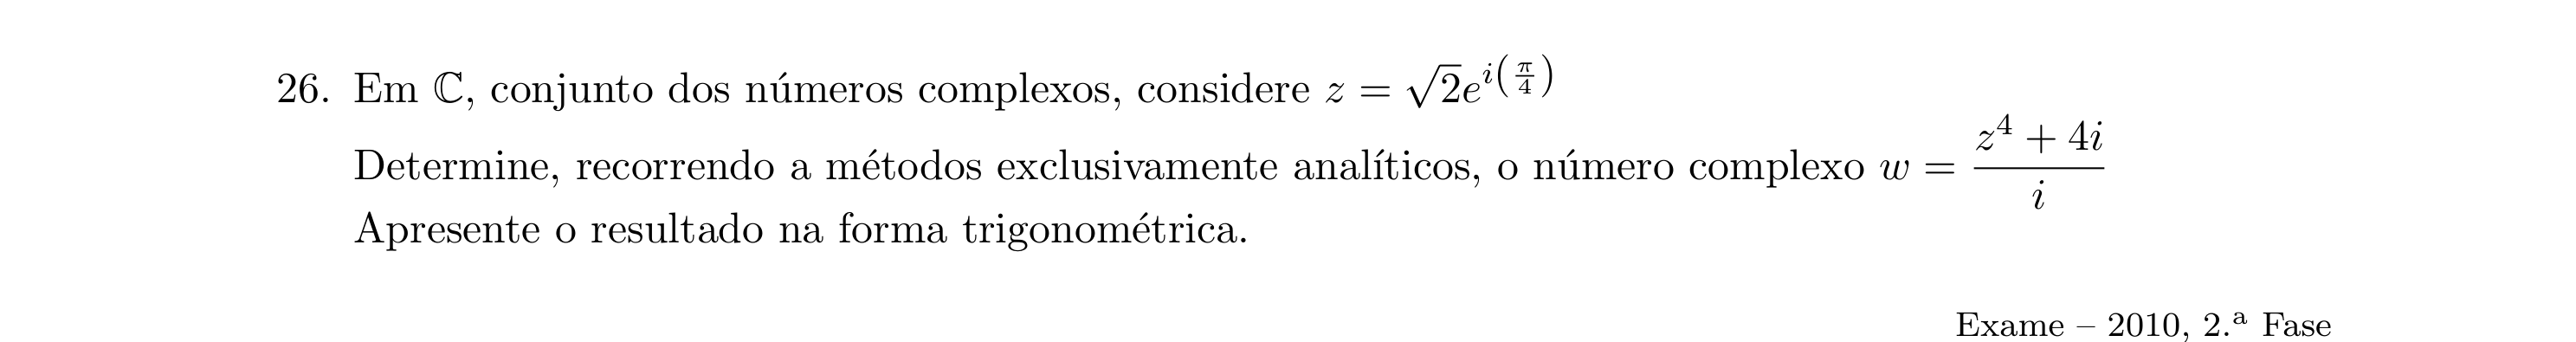 26. Em ℂ, conjunto dos números complexos, considere z = √2e^{i(π/4)}
Determine, recorrendo a métodos exclusivamente analíticos, o número complexo w = (z⁴ + 4i)/i
Apresente o resultado na forma trigonométrica.
Exame – 2010, 2.ª Fase